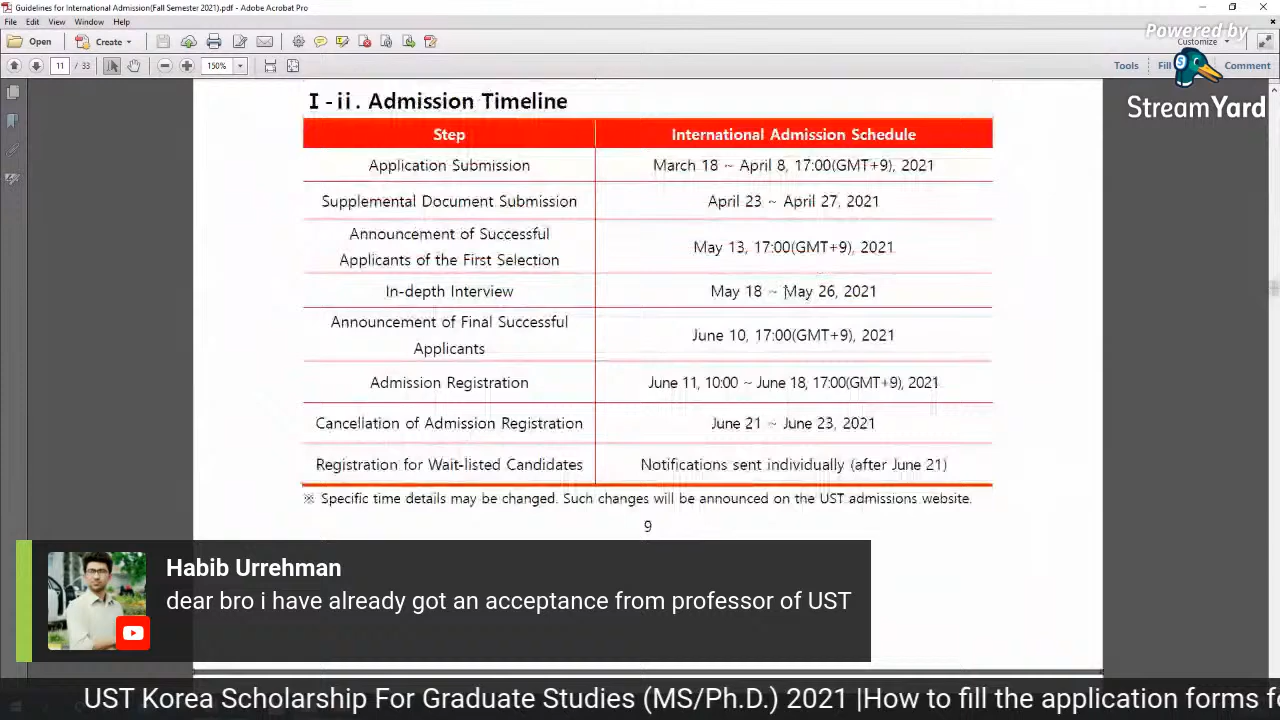 Guidelines for International Admission(Fall Semester 2021).pdf - Adobe Acrobat Pro
File Edit View Window Help
Open Create Customize
11 / 33 150% Tools Fill Comment
Powered by
StreamYard
I - ii. Admission Timeline
Step International Admission Schedule
Application Submission March 18 ~ April 8, 17:00(GMT+9), 2021
Supplemental Document Submission April 23 ~ April 27, 2021
Announcement of Successful
Applicants of the First Selection May 13, 17:00(GMT+9), 2021
In-depth Interview May 18 ~ May 26, 2021
Announcement of Final Successful
Applicants June 10, 17:00(GMT+9), 2021
Admission Registration June 11, 10:00 ~ June 18, 17:00(GMT+9), 2021
Cancellation of Admission Registration June 21 ~ June 23, 2021
Registration for Wait-listed Candidates Notifications sent individually (after June 21)
※ Specific time details may be changed. Such changes will be announced on the UST admissions website.
9
Habib Urrehman
dear bro i have already got an acceptance from professor of UST
UST Korea Scholarship For Graduate Studies (MS/Ph.D.) 2021 |How to fill the application forms fo